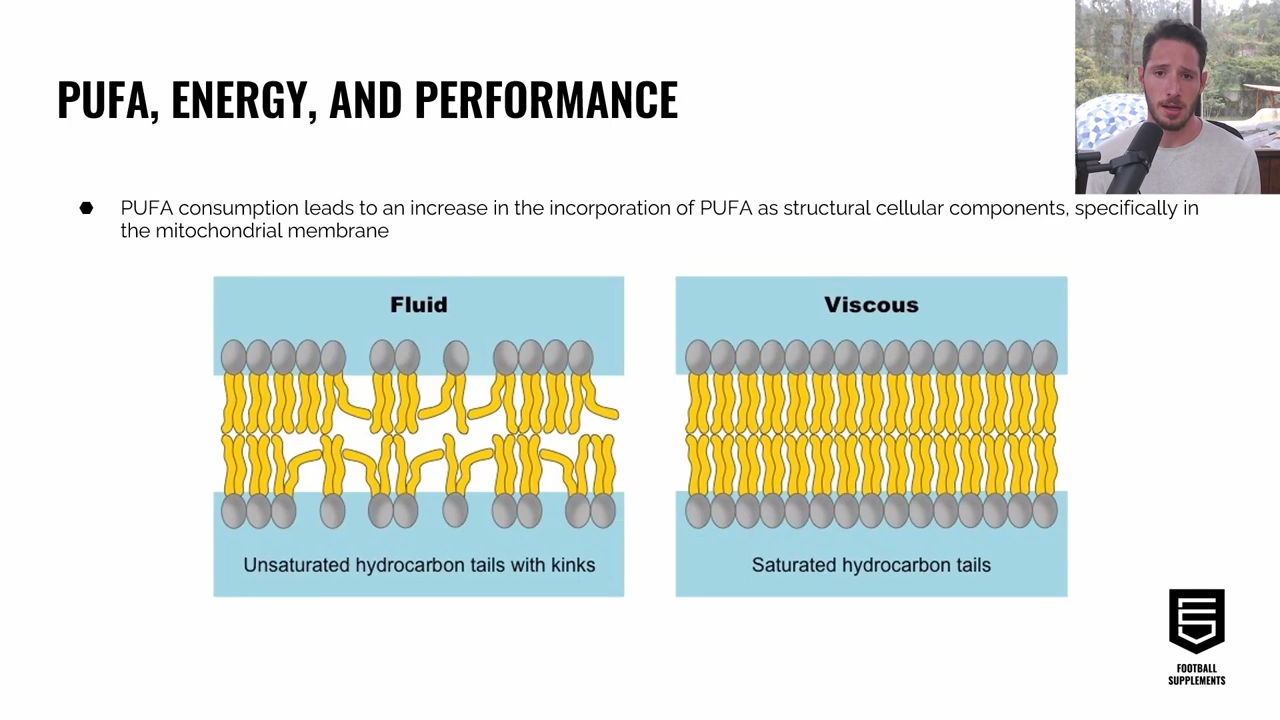 PUFA, ENERGY, AND PERFORMANCE
PUFA consumption leads to an increase in the incorporation of PUFA as structural cellular components, specifically in
the mitochondrial membrane
Fluid
Viscous
Unsaturated hydrocarbon tails with kinks
Saturated hydrocarbon tails
FOOTBALL
SUPPLEMENTS